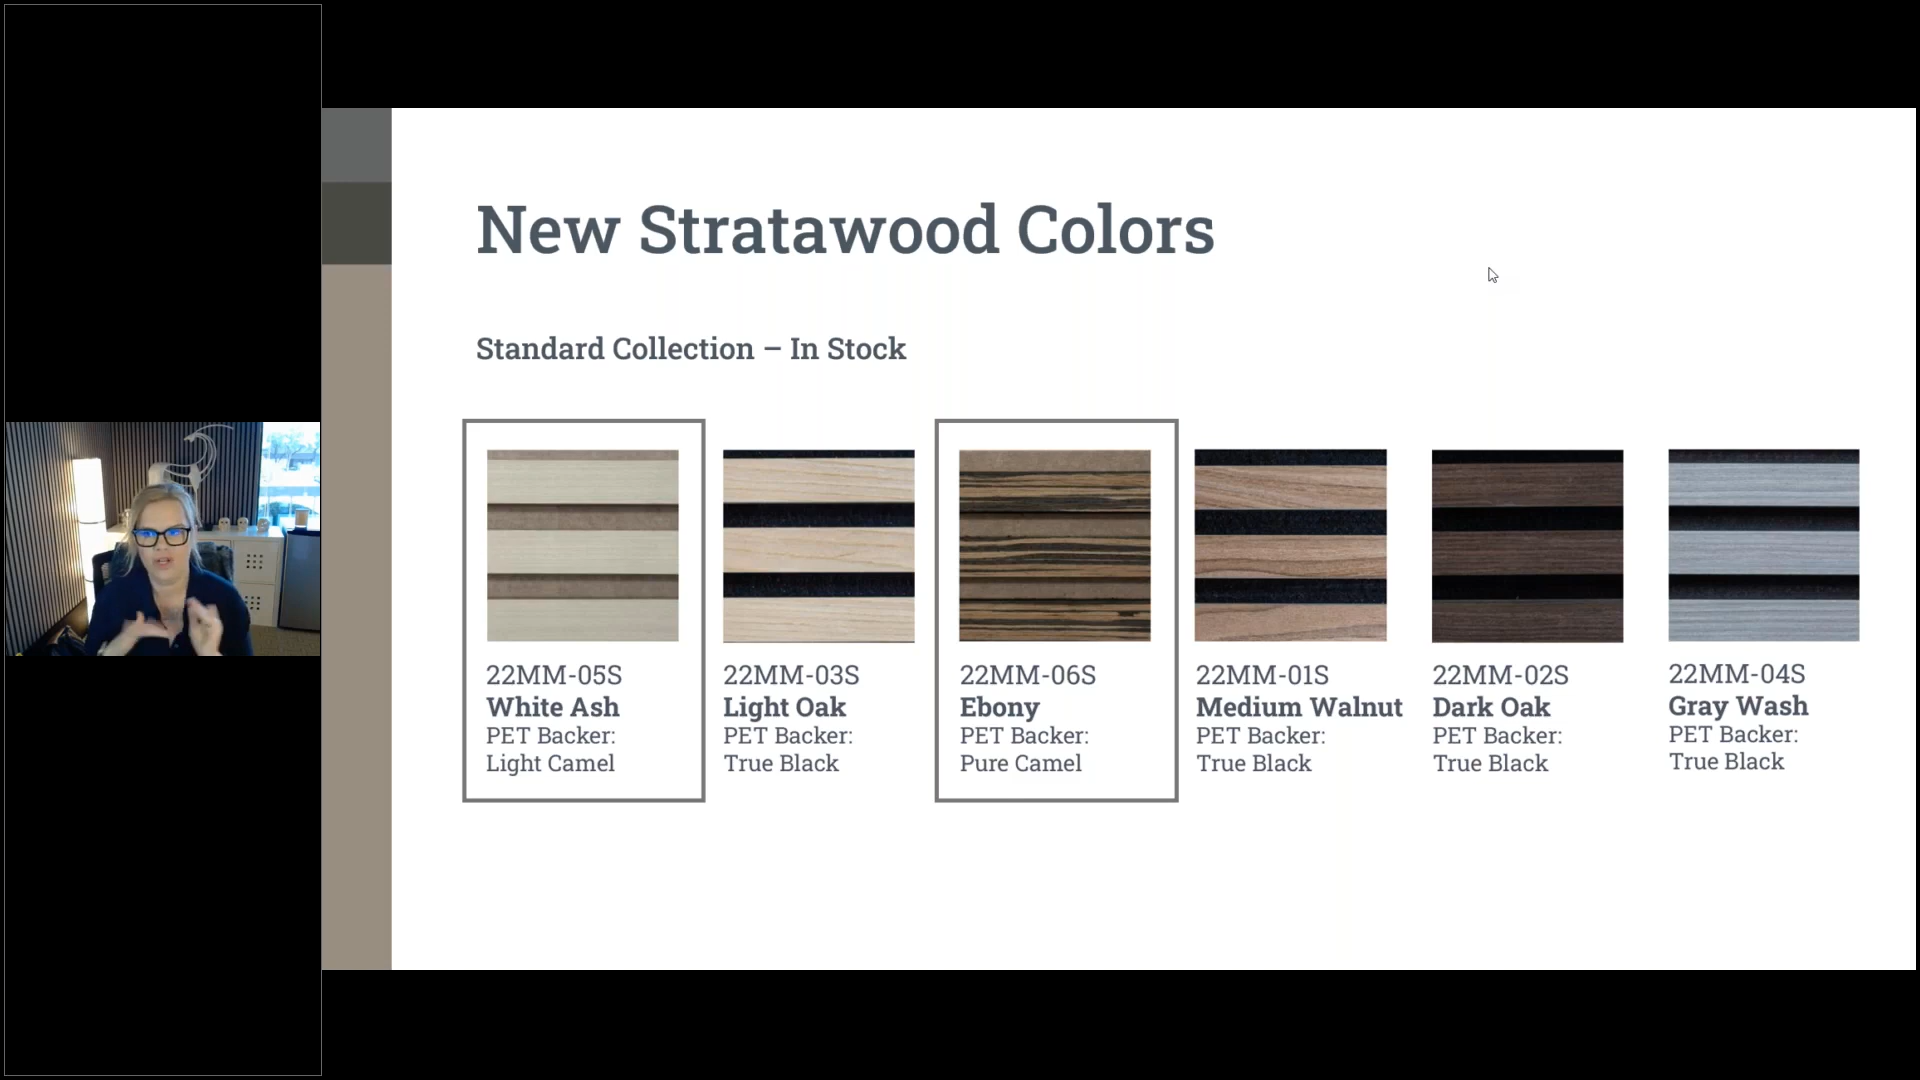 New Stratawood Colors
Standard Collection – In Stock
22MM-05S
White Ash
PET Backer:
Light Camel
22MM-03S
Light Oak
PET Backer:
True Black
22MM-06S
Ebony
PET Backer:
Pure Camel
22MM-01S
Medium Walnut
PET Backer:
True Black
22MM-02S
Dark Oak
PET Backer:
True Black
22MM-04S
Gray Wash
PET Backer:
True Black